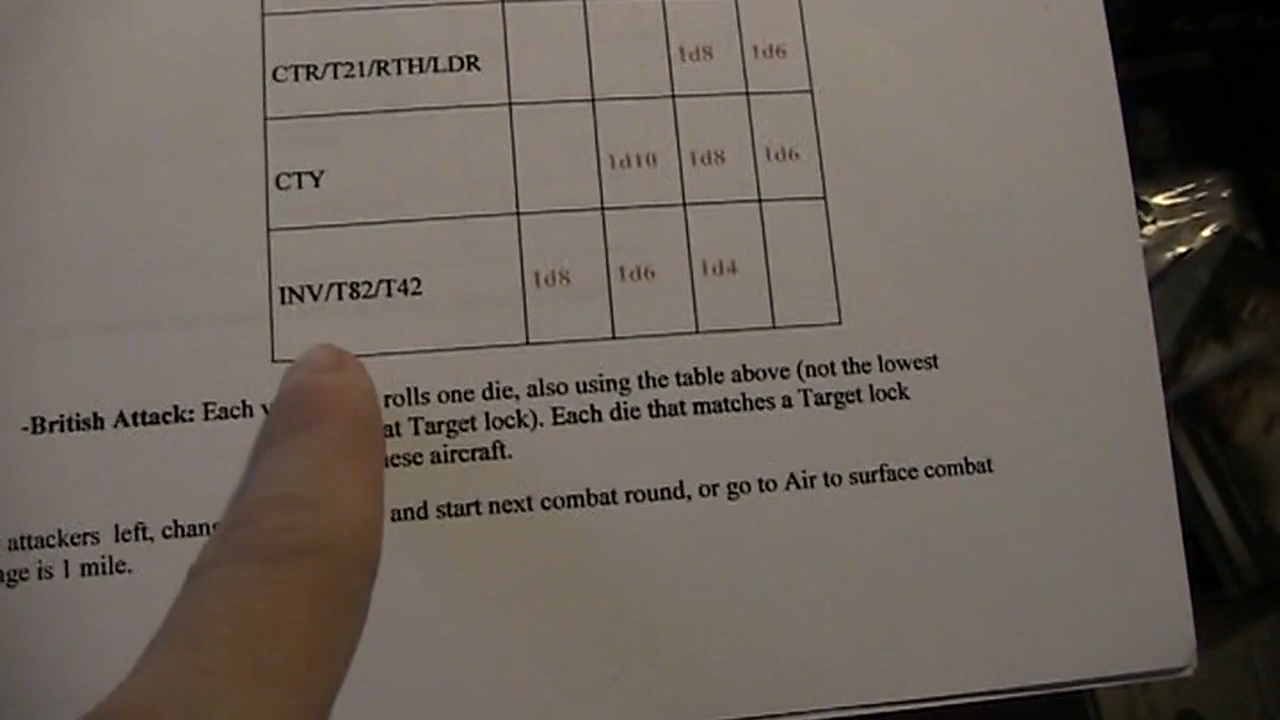 CTR/T21/RTH/LDR 1d8 1d6
CTY 1d10 1d8 1d6
INV/T82/T42 1d8 1d6 1d4
-British Attack: Each rolls one die, also using the table above (not the lowest
at Target lock). Each die that matches a Target lock
aircraft.
attackers left, and start next combat round, or go to Air to surface combat
is 1 mile.